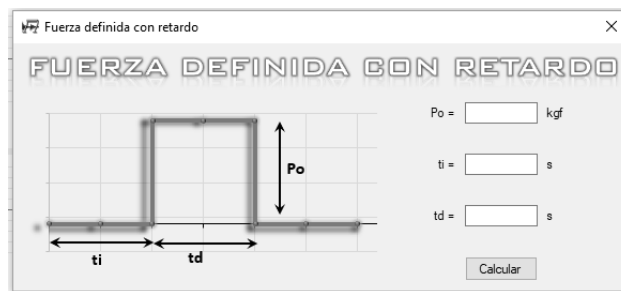 Fuerza definida con retardo
FUERZA DEFINIDA CON RETARDO
Po = kgf
ti = s
td = s
Po
ti
td
Calcular